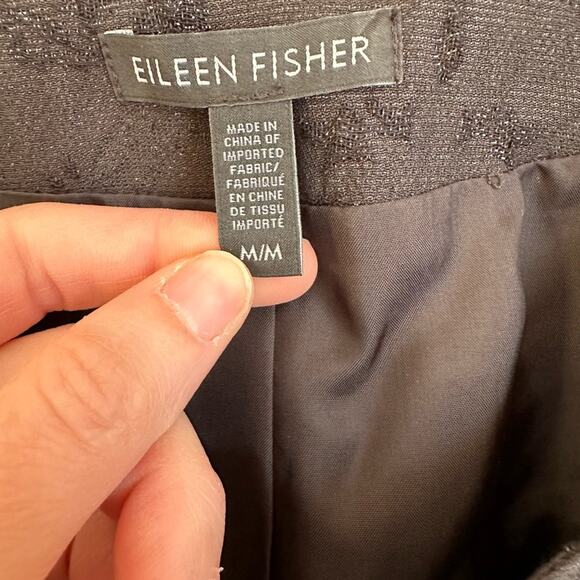 EILEEN FISHER
MADE IN
CHINA OF
IMPORTED
FABRIC/
FABRIQUÉ
EN CHINE
DE TISSU
IMPORTÉ
M/M